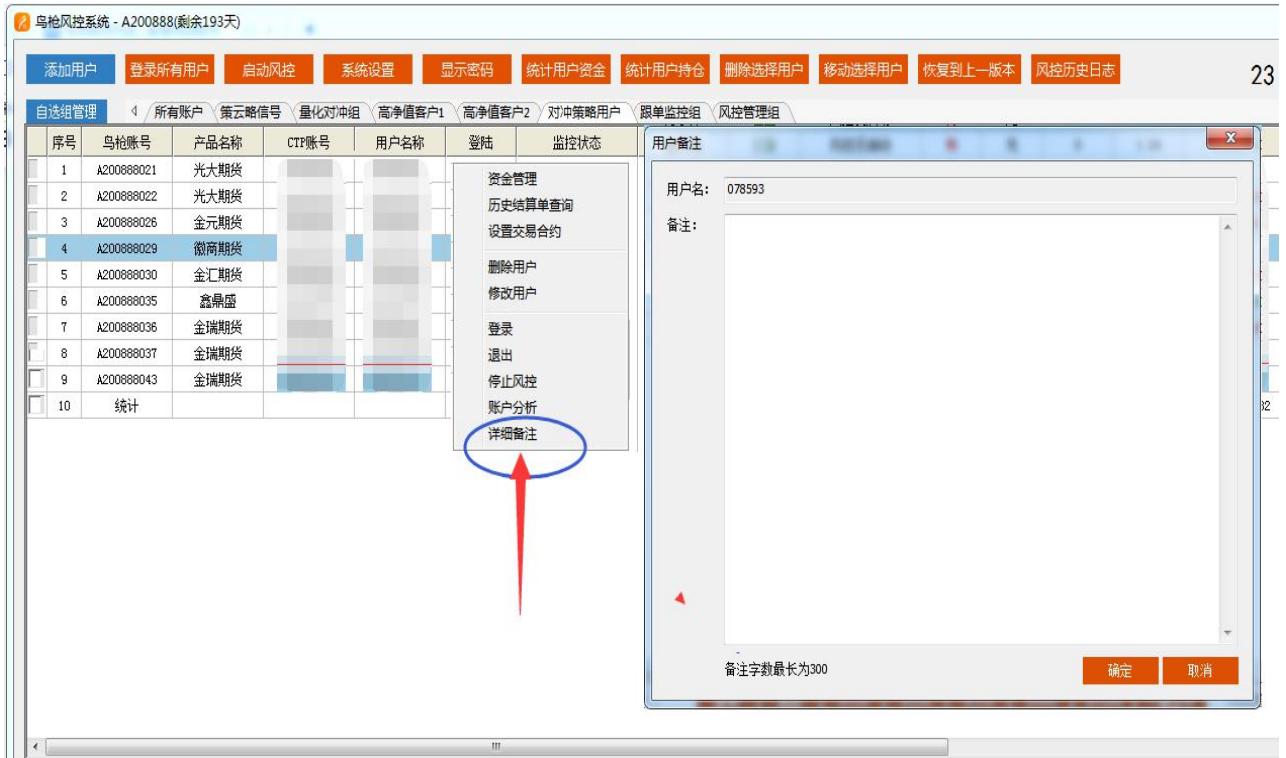 鸟枪风控系统 - A200888(剩余193天)
添加用户 登录所有用户 启动风控 系统设置 显示密码 统计用户资金 统计用户持仓 删除选择用户 移动选择用户 恢复到上一版本 风控历史日志
23
自选组管理 所有账户 策云略信号 量化对冲组 高净值客户1 高净值客户2 对冲策略用户 跟单监控组 风控管理组
序号 鸟枪账号 产品名称 CTP账号 用户名称 登陆 监控状态
1 A200888021 光大期货
2 A200888022 光大期货
3 A200888026 金元期货
4 A200888029 徽商期货
5 A200888030 金汇期货
6 A200888035 鑫鼎盛
7 A200888036 金瑞期货
8 A200888037 金瑞期货
9 A200888043 金瑞期货
10 统计
资金管理
历史结算单查询
设置交易合约
删除用户
修改用户
登录
退出
停止风控
账户分析
详细备注
用户备注
用户名: 078593
备注:
备注字数最长为300
确定 取消